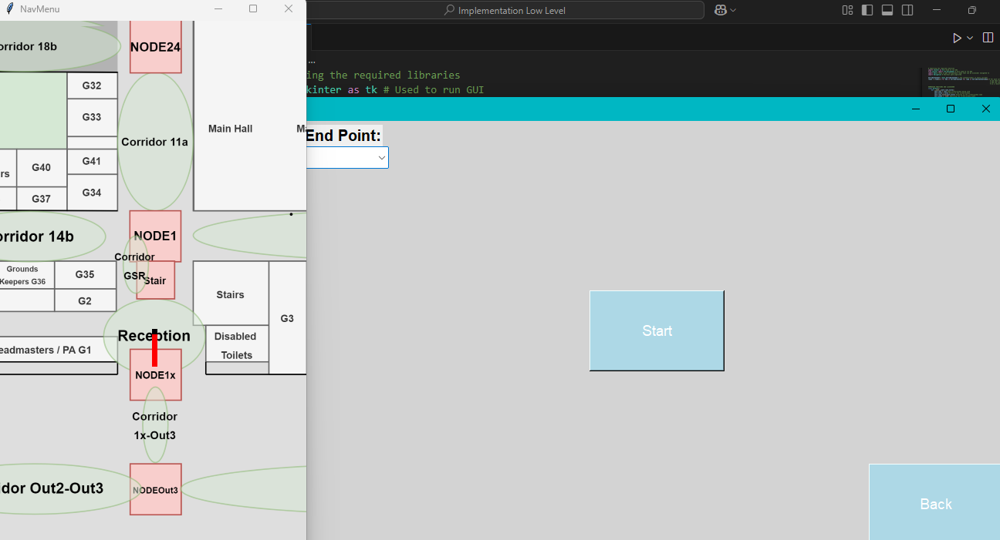 NavMenu
Implementation Low Level
orridor 18b
NODE24
G32
G33
Main Hall
Corridor 11a
G41
rs
G40
G34
G37
orridor 14b
NODE1
Corridor
GSR
Stair
Grounds
Keepers G36
G35
G2
Stairs
G3
Reception
Disabled
Toilets
eadmasters / PA G1
NODE1x
Corridor
1x-Out3
dor Out2-Out3
NODEOut3
...
ing the required libraries
kinter as tk # Used to run GUI
End Point:
Start
Back